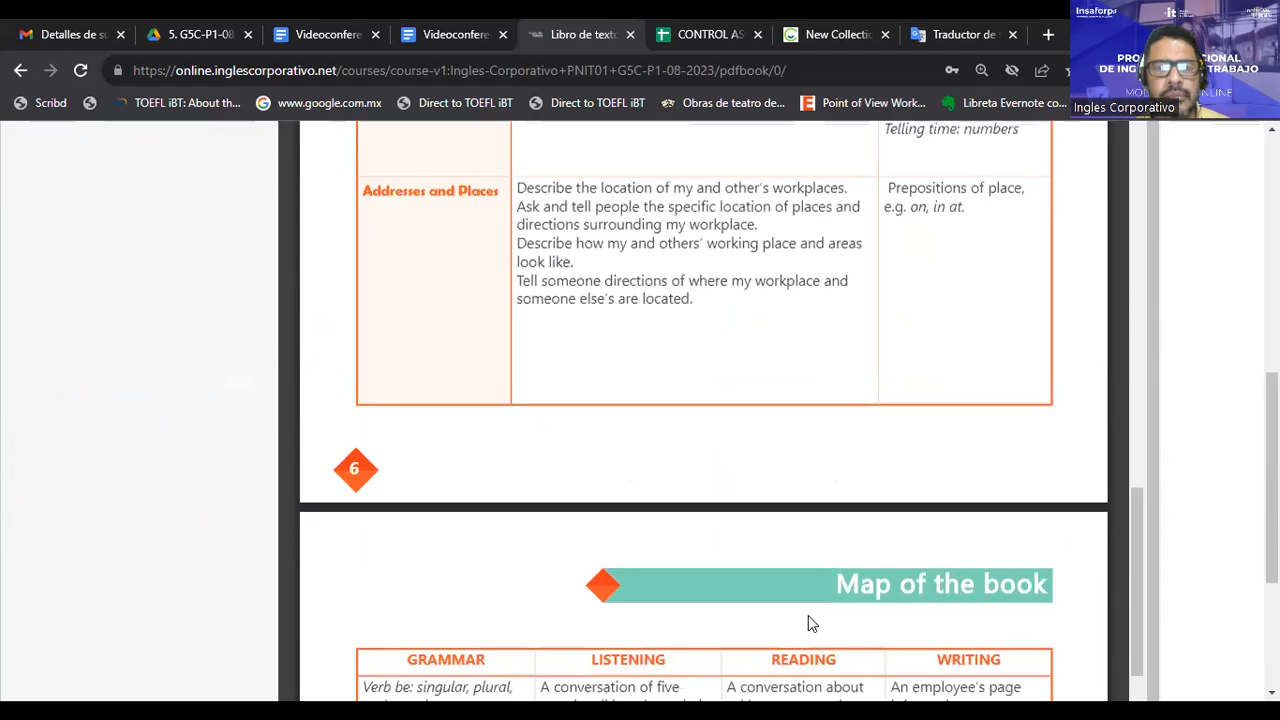 Detalles de su
5. G5C-P1-08
Videoconfere
Videoconfere
Libro de texto
CONTROL AS
New Collectio
Traductor de
https://online.inglescorporativo.net/courses/course-v1:Ingles-Corporativo+PNIT01+G5C-P1-08-2023/pdfbook/0/
Scribd
TOEFL iBT: About th...
www.google.com.
Direct to TOEFL iBT
Direct to TOEFL iBT
Obras de teatro de...
Point of View Work...
Libreta Evernote co...
Insaforp
DE ING
TRABAJO
Ingles Corporativo
Telling time: numbers
Addresses and Places
Describe the location of my and other's workplaces.
Ask and tell people the specific location of places and
directions surrounding my workplace.
Describe how my and others' working place and areas
look like.
Tell someone directions of where my workplace and
someone else's are located.
Prepositions of place,
e.g. on, in at.
6
Map of the book
GRAMMAR
LISTENING
READING
WRITING
Verb be: singular, plural,
A conversation of five
A conversation about
An employee's page